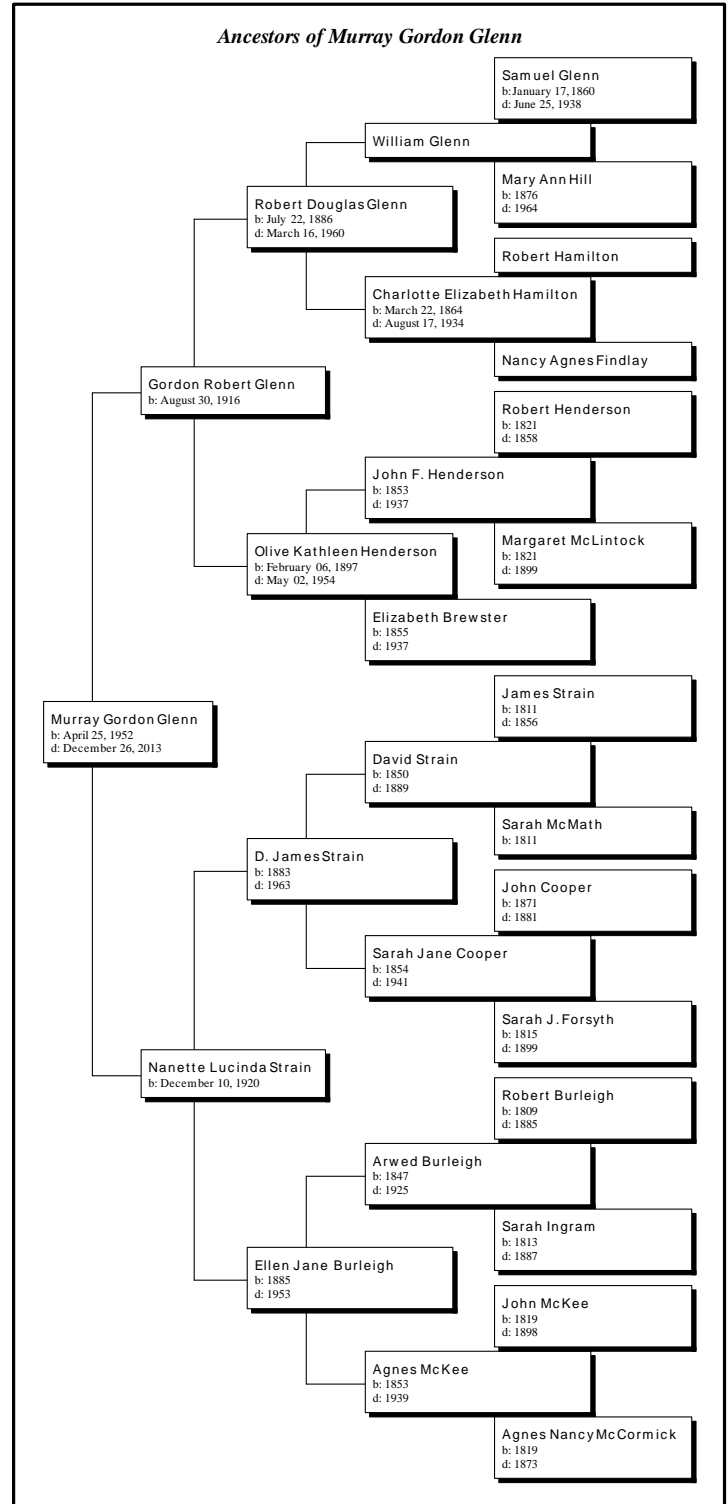 Ancestors of Murray Gordon Glenn
Samuel Glenn
b:January 17, 1860
d: June 25, 1938
William Glenn
Mary Ann Hill
b: 1876
d: 1964
Robert Douglas Glenn
b: July 22, 1886
d: March 16, 1960
Robert Hamilton
Charlotte Elizabeth Hamilton
b: March 22, 1864
d: August 17, 1934
Nancy Agnes Findlay
Gordon Robert Glenn
b: August 30, 1916
Robert Henderson
b: 1821
d: 1858
John F. Henderson
b: 1853
d: 1937
Margaret McLintock
b: 1821
d: 1899
Olive Kathleen Henderson
b: February 06, 1897
d: May 02, 1954
Elizabeth Brewster
b: 1855
d: 1937
Murray Gordon Glenn
b: April 25, 1952
d: December 26, 2013
James Strain
b: 1811
d: 1856
David Strain
b: 1850
d: 1889
Sarah McMath
b: 1811
D. James Strain
b: 1883
d: 1963
John Cooper
b: 1871
d: 1881
Sarah Jane Cooper
b: 1854
d: 1941
Sarah J. Forsyth
b: 1815
d: 1899
Nanette Lucinda Strain
b: December 10, 1920
Robert Burleigh
b: 1809
d: 1885
Arwed Burleigh
b: 1847
d: 1925
Sarah Ingram
b: 1813
d: 1887
Ellen Jane Burleigh
b: 1885
d: 1953
John McKee
b: 1819
d: 1898
Agnes McKee
b: 1853
d: 1939
Agnes Nancy McCormick
b: 1819
d: 1873